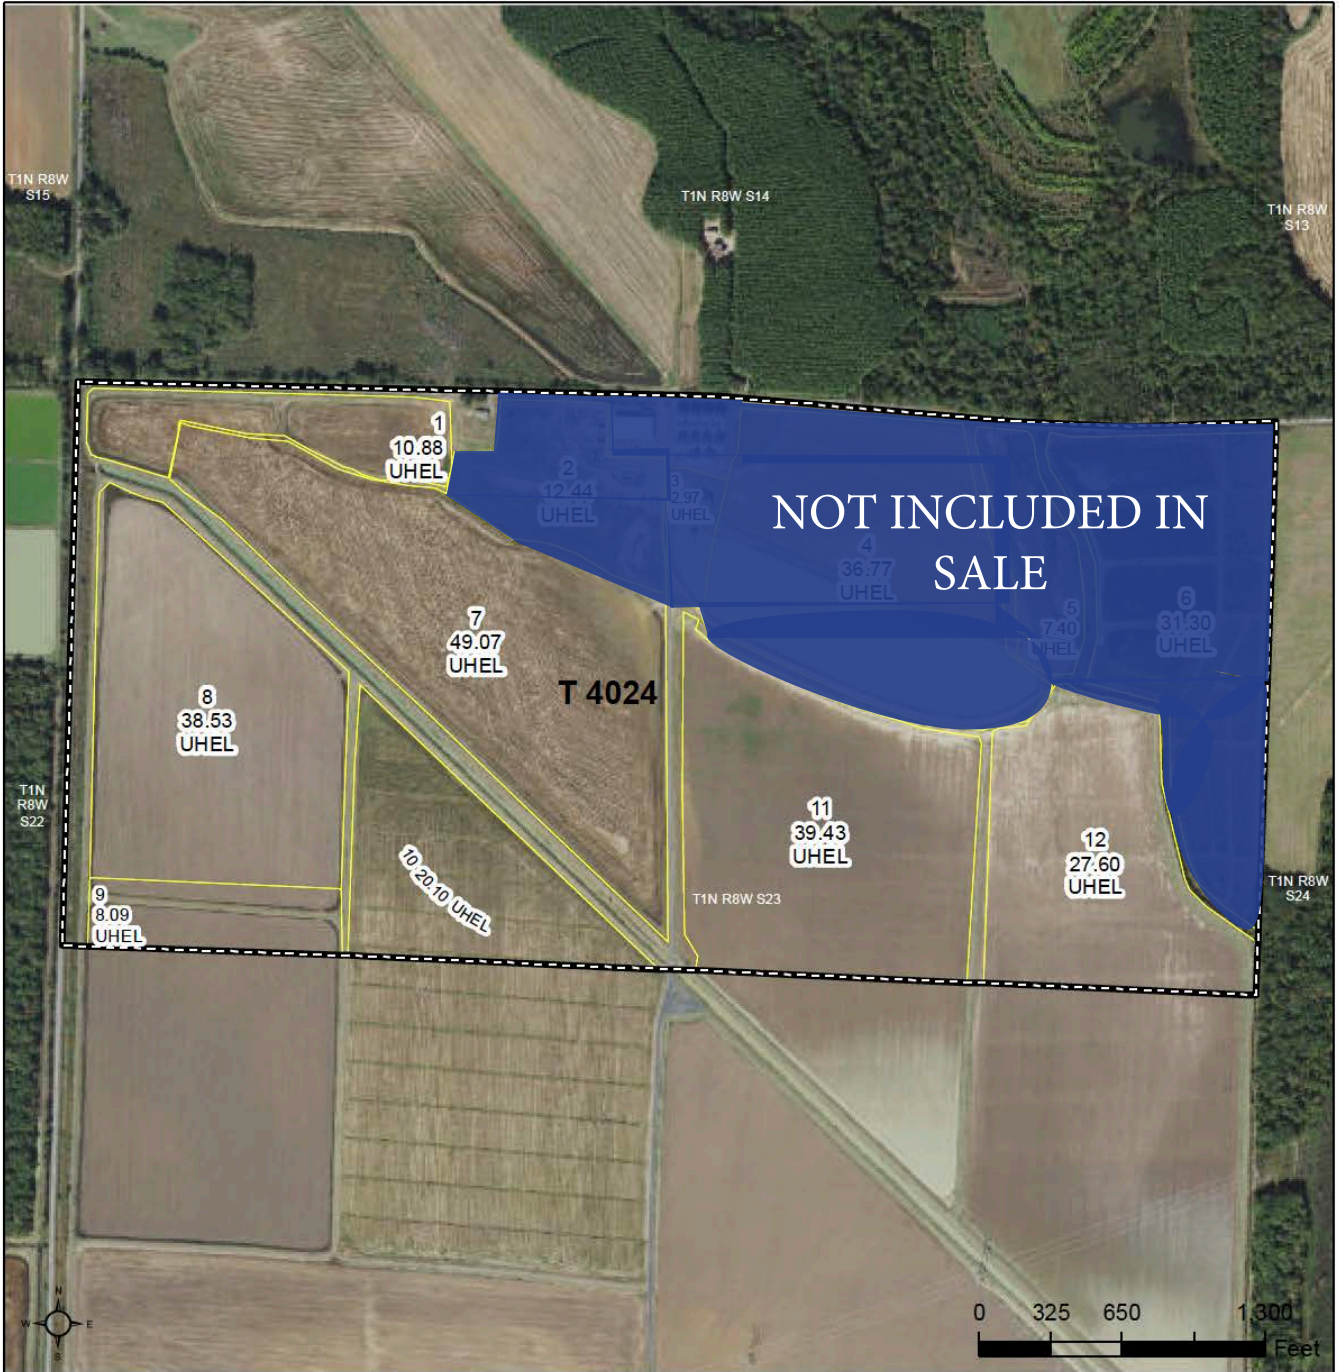 T1N R8W
S15
T1N R8W S14
T1N R8W
S13
1
10.88
UHEL
2
12.44
UHEL
3
2.97
UHEL
NOT INCLUDED IN
SALE
4
36.77
UHEL
5
7.40
UHEL
6
31.30
UHEL
7
49.07
UHEL
T 4024
8
38.53
UHEL
T1N
R8W
S22
11
39.43
UHEL
12
27.60
UHEL
10 20.10 UHEL
9
8.09
UHEL
T1N R8W S23
T1N R8W
S24
N
W E
S
0 325 650 1,300
Feet